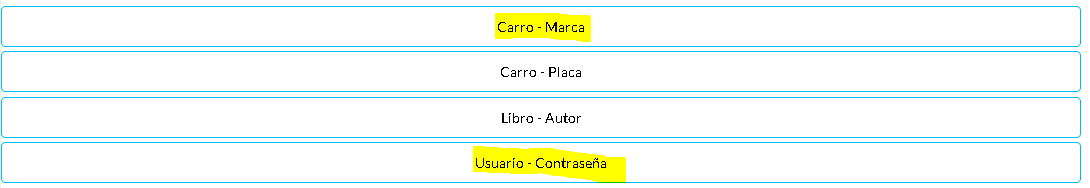 Carro - Marca
Carro - Placa
Libro - Autor
Usuario - Contraseña